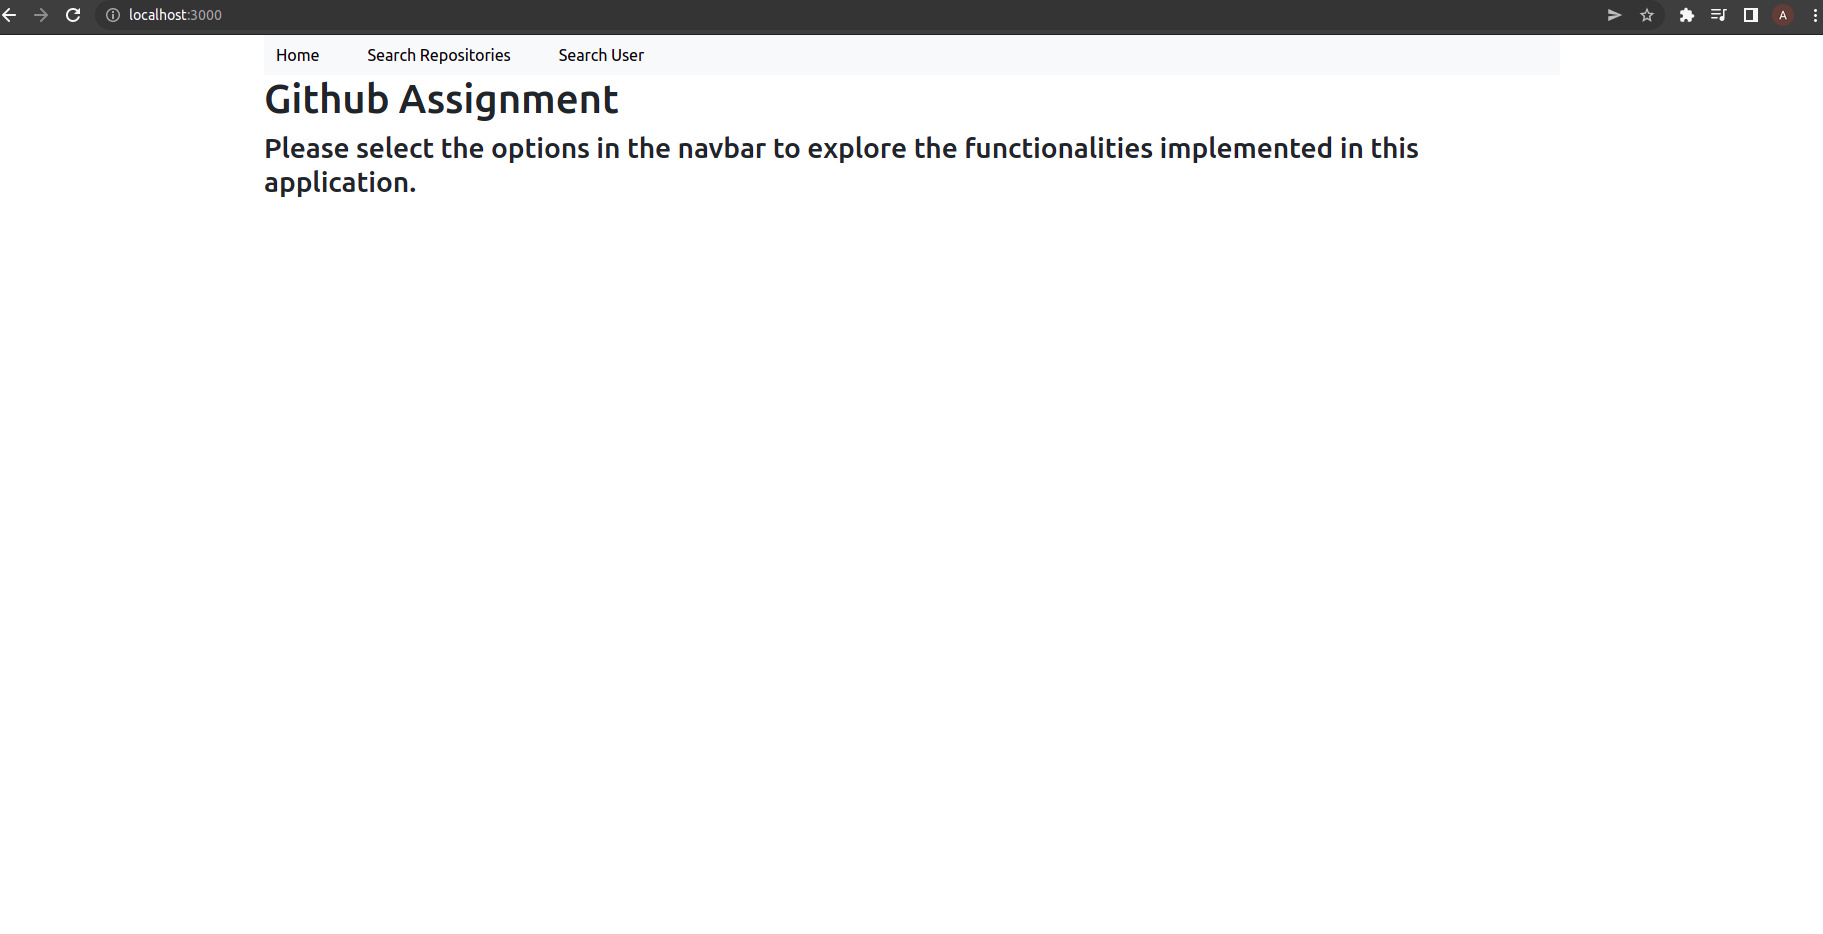 localhost:3000
A
Home Search Repositories Search User
Github Assignment
Please select the options in the navbar to explore the functionalities implemented in this
application.